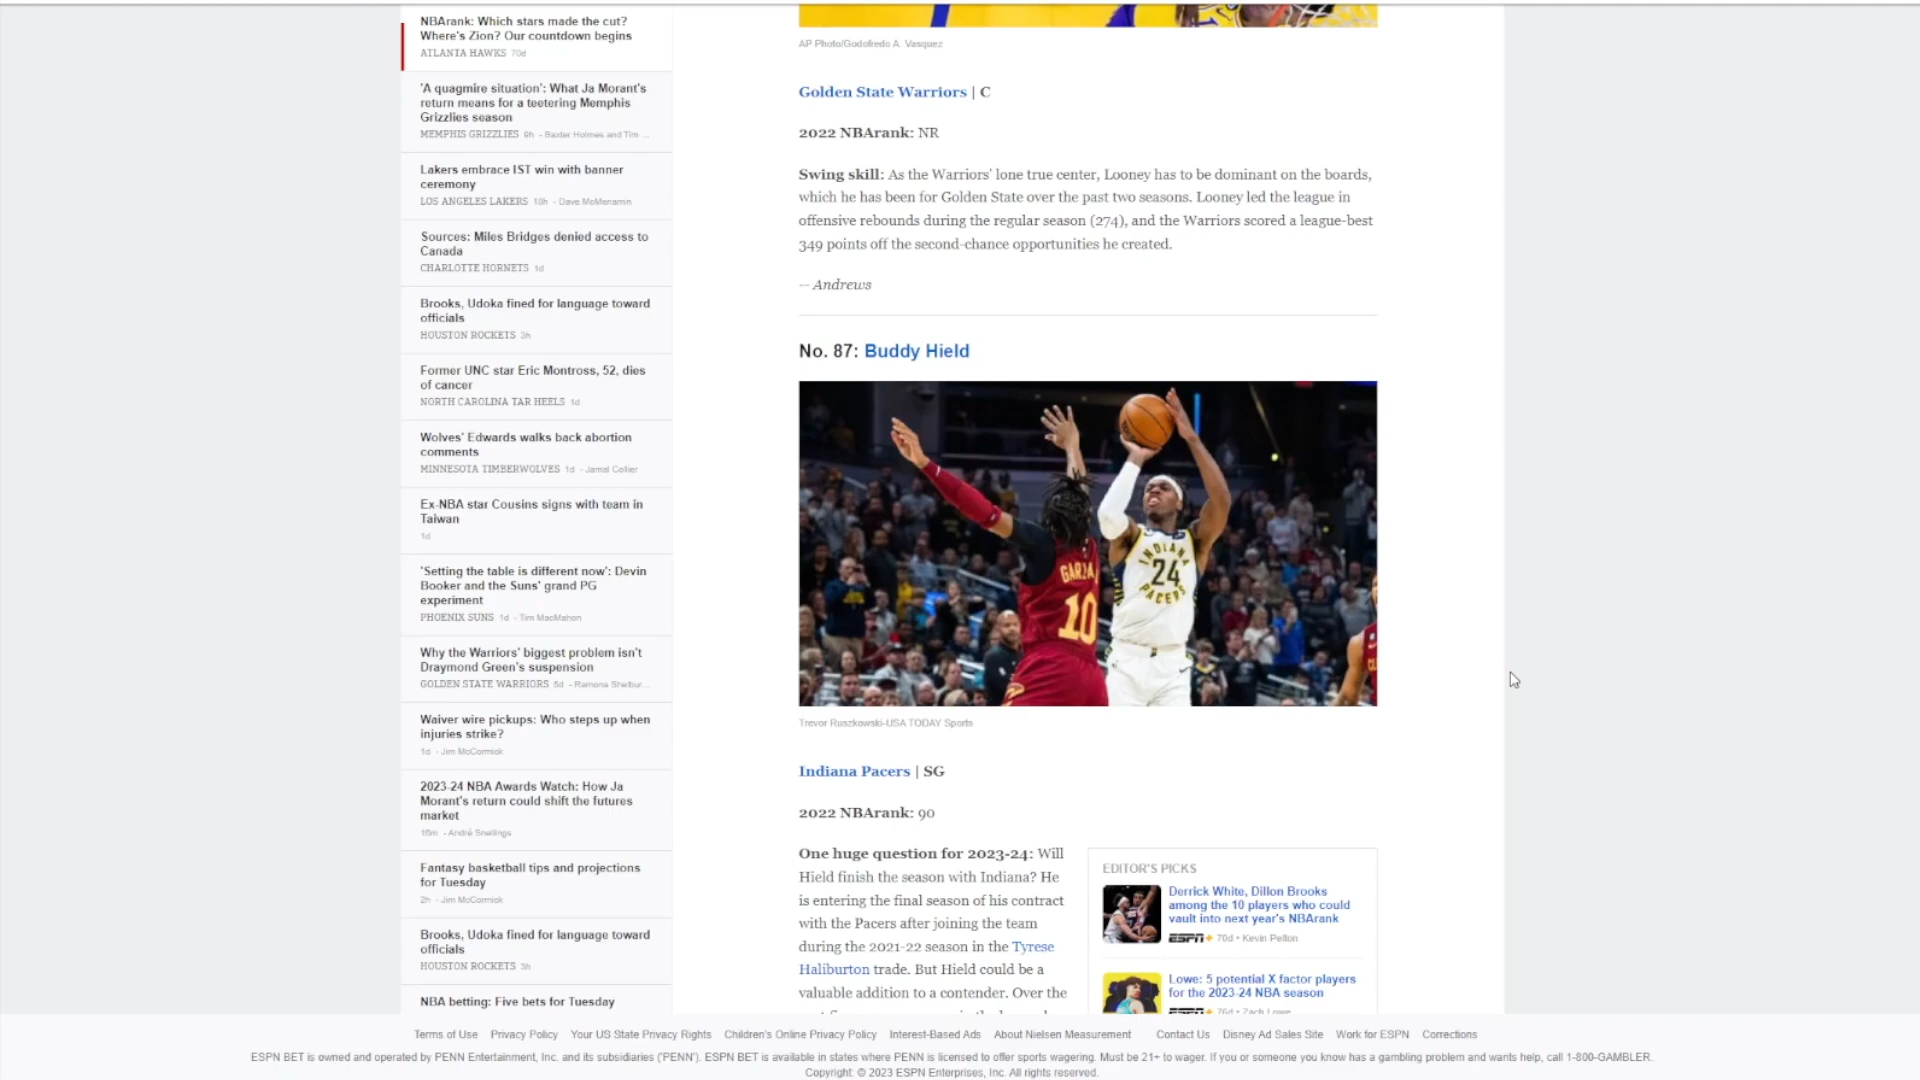 NBArank: Which stars made the cut?
Where's Zion? Our countdown begins
ATLANTA HAWKS 70d
'A quagmire situation': What Ja Morant's
return means for a teetering Memphis
Grizzlies season
MEMPHIS GRIZZLIES 9h - Baxter Holmes and Tim ...
Lakers embrace IST win with banner
ceremony
LOS ANGELES LAKERS 18h - Dave McMenamin
Sources: Miles Bridges denied access to
Canada
CHARLOTTE HORNETS 1d
Brooks, Udoka fined for language toward
officials
HOUSTON ROCKETS 3h
Former UNC star Eric Montross, 52, dies
of cancer
NORTH CAROLINA TAR HEELS 1d
Wolves' Edwards walks back abortion
comments
MINNESOTA TIMBERWOLVES 1d - Jamal Collier
Ex-NBA star Cousins signs with team in
Taiwan
1d
'Setting the table is different now': Devin
Booker and the Suns' grand PG
experiment
PHOENIX SUNS 1d - Tim MacMahon
Why the Warriors' biggest problem isn't
Draymond Green's suspension
GOLDEN STATE WARRIORS 5d - Ramona Shelbur...
Waiver wire pickups: Who steps up when
injuries strike?
1d - Jim McCormick
2023-24 NBA Awards Watch: How Ja
Morant's return could shift the futures
market
16m - André Snellings
Fantasy basketball tips and projections
for Tuesday
2h - Jim McCormick
Brooks, Udoka fined for language toward
officials
HOUSTON ROCKETS 3h
NBA betting: Five bets for Tuesday
AP Photo/Godofredo A. Vasquez
Golden State Warriors | C
2022 NBArank: NR
Swing skill: As the Warriors' lone true center, Looney has to be dominant on the boards,
which he has been for Golden State over the past two seasons. Looney led the league in
offensive rebounds during the regular season (274), and the Warriors scored a league-best
349 points off the second-chance opportunities he created.
-- Andrews
No. 87: Buddy Hield
INDIANA
24
PACERS
10
Trevor Ruszkowski-USA TODAY Sports
Indiana Pacers | SG
2022 NBArank: 90
One huge question for 2023-24: Will
Hield finish the season with Indiana? He
is entering the final season of his contract
with the Pacers after joining the team
during the 2021-22 season in the Tyrese
Haliburton trade. But Hield could be a
valuable addition to a contender. Over the
EDITOR'S PICKS
Derrick White, Dillon Brooks
among the 10 players who could
vault into next year's NBArank
ESPN+ 70d • Kevin Pelton
Lowe: 5 potential X factor players
for the 2023-24 NBA season
ESPN+ 76d • Zach Lowe
Terms of Use Privacy Policy Your US State Privacy Rights Children's Online Privacy Policy Interest-Based Ads About Nielsen Measurement Contact Us Disney Ad Sales Site Work for ESPN Corrections
ESPN BET is owned and operated by PENN Entertainment, Inc. and its subsidiaries ('PENN'). ESPN BET is available in states where PENN is licensed to offer sports wagering. Must be 21+ to wager. If you or someone you know has a gambling problem and wants help, call 1-800-GAMBLER.
Copyright: © 2023 ESPN Enterprises, Inc. All rights reserved.